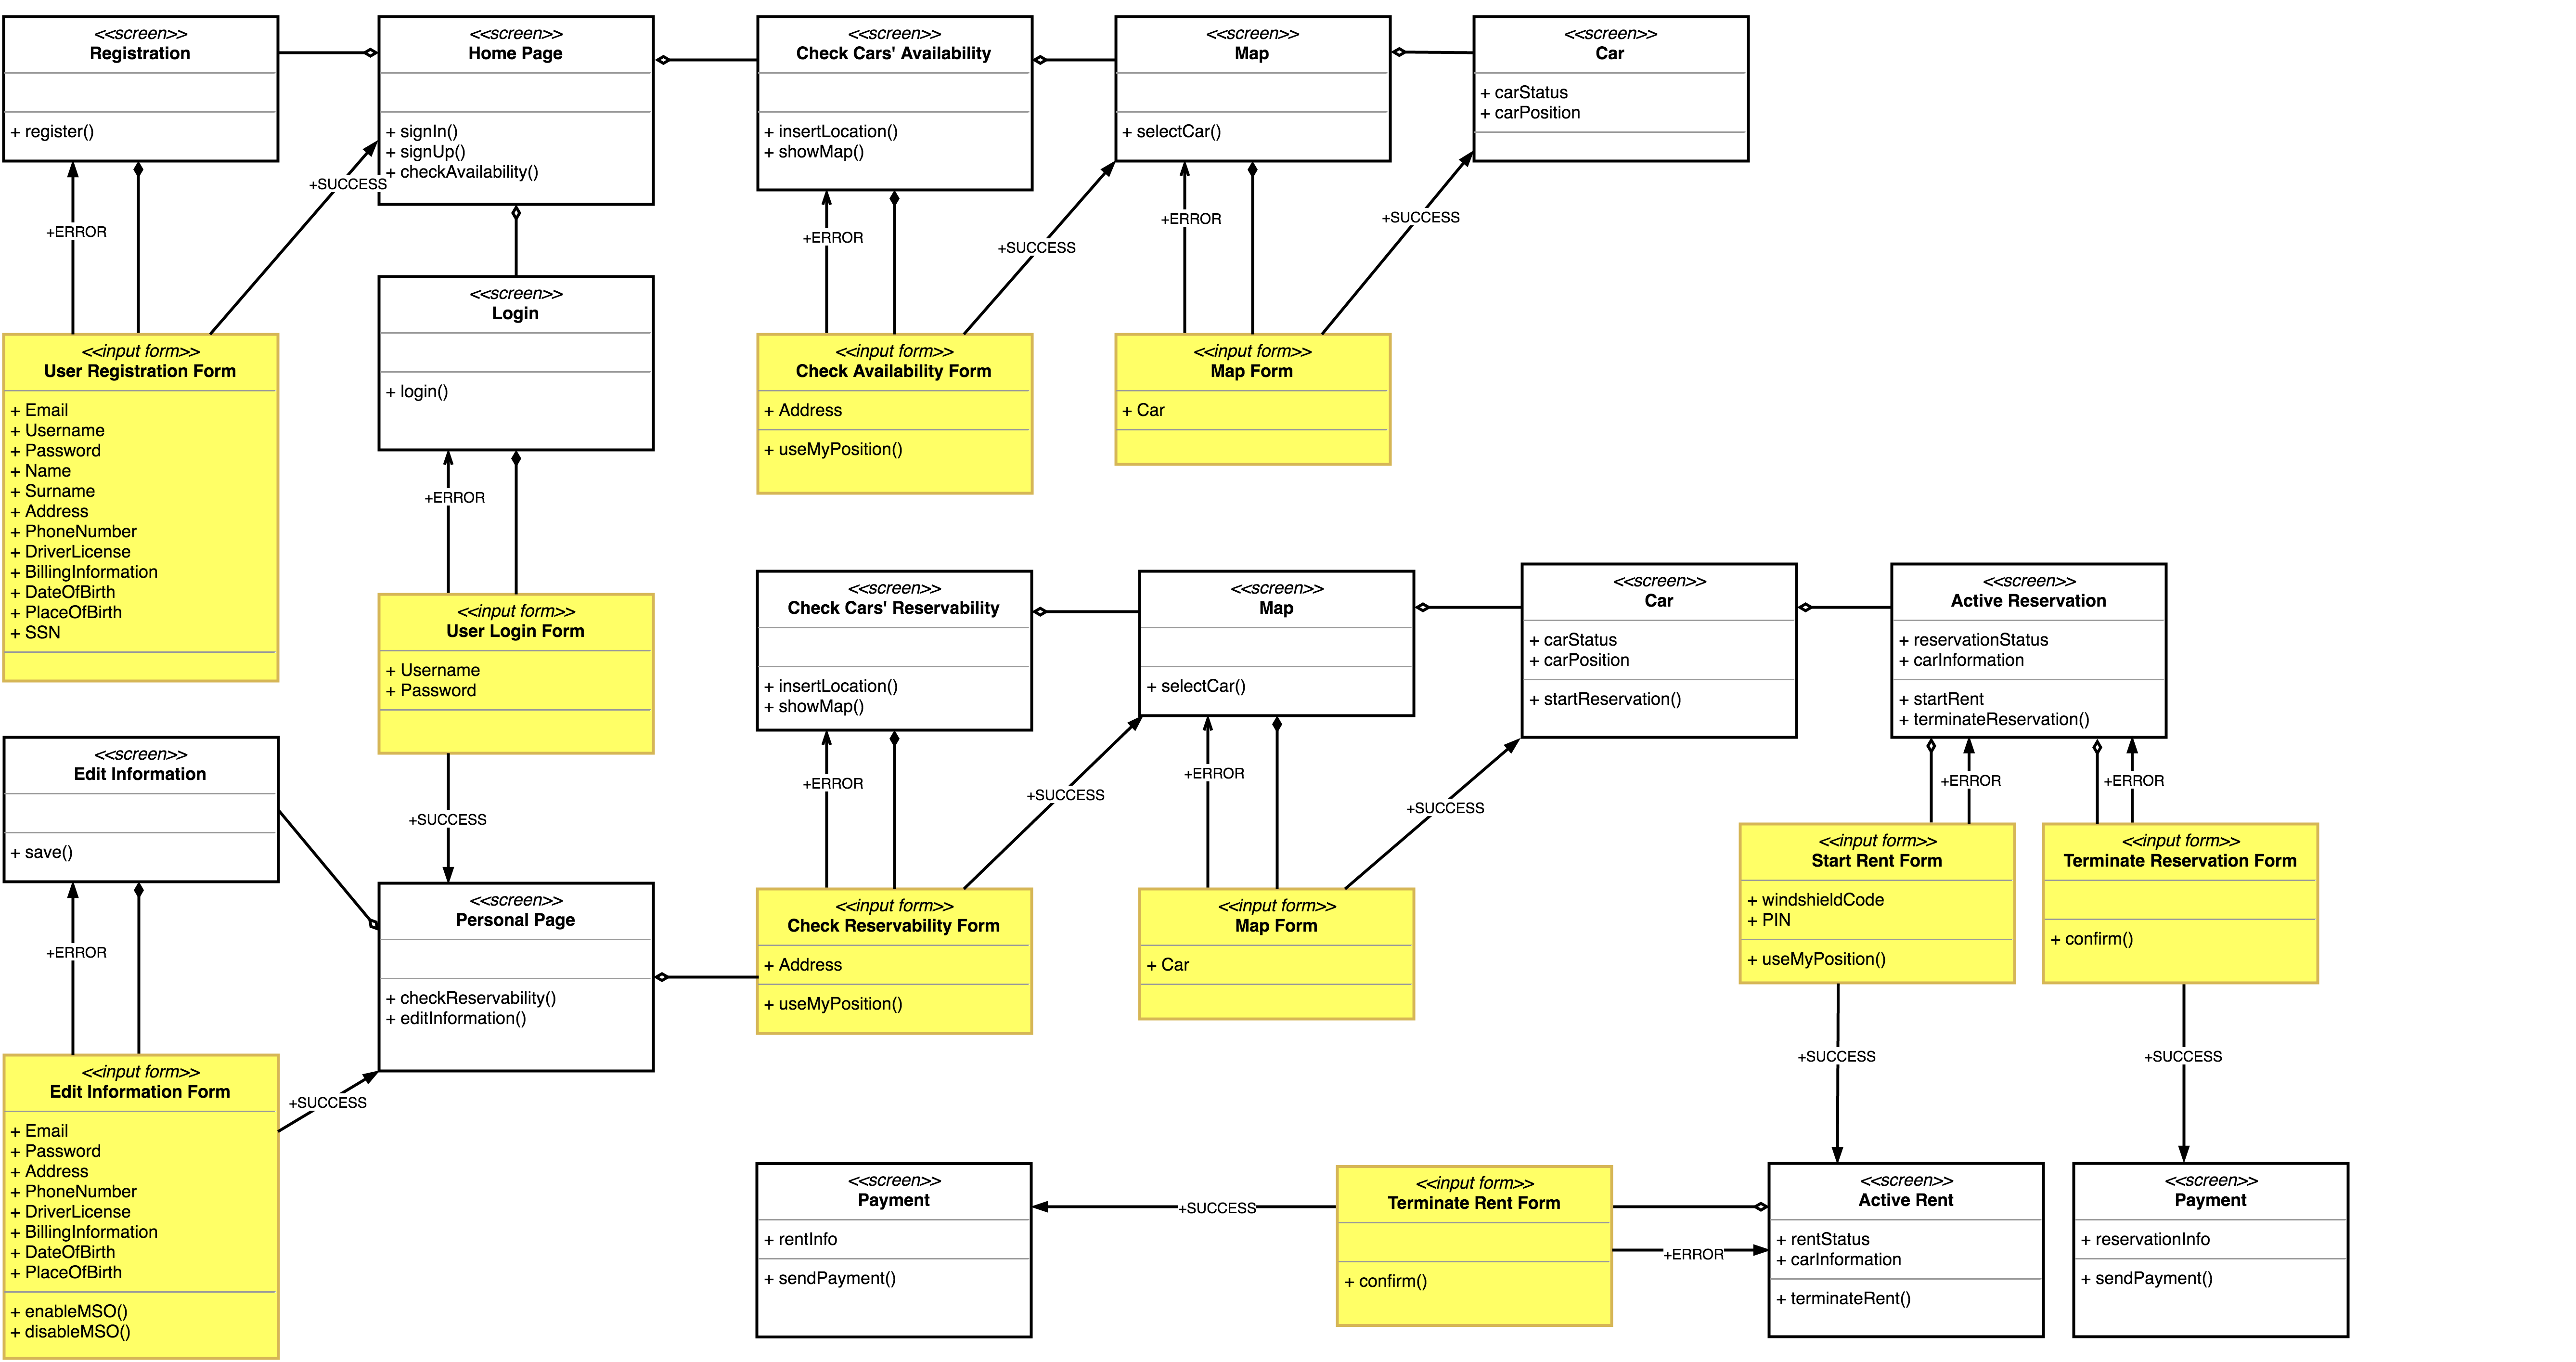 <<screen>>
Registration
+ register()
<<screen>>
Home Page
+ signIn()
+ signUp()
+ checkAvailability()
<<screen>>
Check Cars' Availability
+ insertLocation()
+ showMap()
<<screen>>
Map
+ selectCar()
<<screen>>
Car
+ carStatus
+ carPosition
+ERROR
+SUCCESS
+ERROR
+SUCCESS
+ERROR
+SUCCESS
<<screen>>
Login
+ login()
<<input form>>
User Registration Form
+ Email
+ Username
+ Password
+ Name
+ Surname
+ Address
+ PhoneNumber
+ DriverLicense
+ BillingInformation
+ DateOfBirth
+ PlaceOfBirth
+ SSN
<<input form>>
Check Availability Form
+ Address
+ useMyPosition()
<<input form>>
Map Form
+ Car
+ERROR
<<input form>>
User Login Form
+ Username
+ Password
+SUCCESS
<<screen>>
Check Cars' Reservability
+ insertLocation()
+ showMap()
<<screen>>
Map
+ selectCar()
<<screen>>
Car
+ carStatus
+ carPosition
+ startReservation()
<<screen>>
Active Reservation
+ reservationStatus
+ carInformation
+ startRent
+ terminateReservation()
<<screen>>
Edit Information
+ save()
+ERROR
+SUCCESS
+ERROR
+SUCCESS
+ERROR
+ERROR
+ERROR
<<screen>>
Personal Page
+ checkReservability()
+ editInformation()
<<input form>>
Check Reservability Form
+ Address
+ useMyPosition()
<<input form>>
Map Form
+ Car
<<input form>>
Start Rent Form
+ windshieldCode
+ PIN
+ useMyPosition()
<<input form>>
Terminate Reservation Form
+ confirm()
<<input form>>
Edit Information Form
+ Email
+ Password
+ Address
+ PhoneNumber
+ DriverLicense
+ BillingInformation
+ DateOfBirth
+ PlaceOfBirth
+ enableMSO()
+ disableMSO()
+SUCCESS
+SUCCESS
+SUCCESS
<<screen>>
Payment
+ rentInfo
+ sendPayment()
+SUCCESS
<<input form>>
Terminate Rent Form
+ confirm()
+ERROR
<<screen>>
Active Rent
+ rentStatus
+ carInformation
+ terminateRent()
<<screen>>
Payment
+ reservationInfo
+ sendPayment()